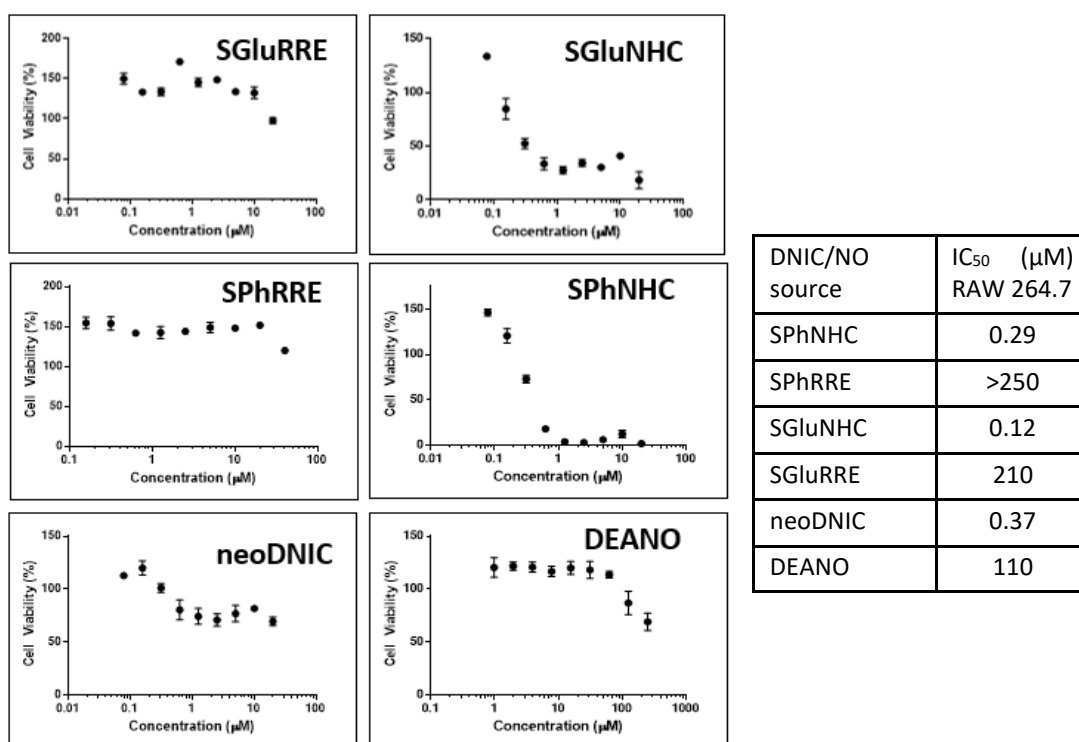 SGluRRE
200
150
100
50
0
Cell Viability (%)
0.01 0.1 1 10 100
Concentration (μM)
SGluNHC
150
100
50
0
Cell Viability (%)
0.01 0.1 1 10 100
Concentration (μM)
SPhRRE
200
150
100
50
0
Cell Viability (%)
0.1 1 10 100
Concentration (μM)
SPhNHC
150
100
50
0
Cell Viability (%)
0.01 0.1 1 10 100
Concentration (μM)
neoDNIC
150
100
50
0
Cell Viability (%)
0.01 0.1 1 10 100
Concentration (μM)
DEANO
150
100
50
0
Cell Viability (%)
0.1 1 10 100 1000
Concentration (μM)
DNIC/NO
source
IC50 (μM)
RAW 264.7
SPhNHC 0.29
SPhRRE >250
SGluNHC 0.12
SGluRRE 210
neoDNIC 0.37
DEANO 110